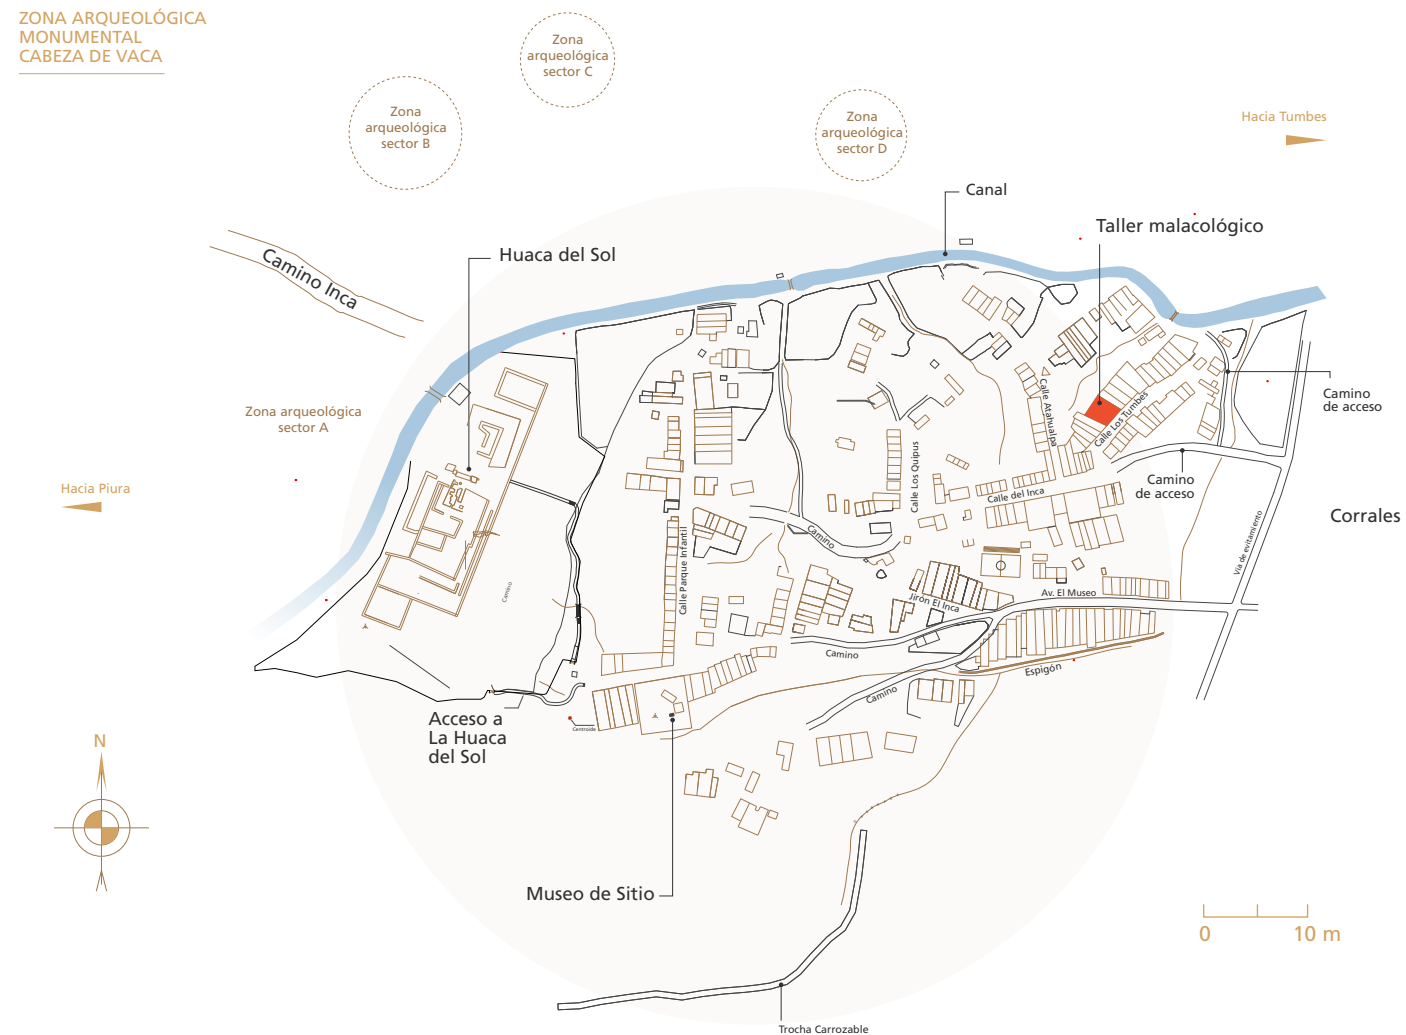 ZONA ARQUEOLÓGICA
MONUMENTAL
CABEZA DE VACA
Zona
arqueológica
sector C
Zona
arqueológica
sector B
Zona
arqueológica
sector D
Hacia Tumbes
Canal
Taller malacológico
Huaca del Sol
Camino Inca
Zona arqueológica
sector A
Hacia Piura
Camino
de acceso
Calle Atahualpa
Calle Los Tumbes
Camino
de acceso
Calle Los Quipus
Calle del Inca
Corrales
Vía de evitamiento
Camino
Calle Parque Infantil
Camino
Jirón El Inca
Av. El Museo
Camino
Espigón
Camino
Acceso a
La Huaca
del Sol
Centroide
N
Museo de Sitio
0
10 m
Trocha Carrozable